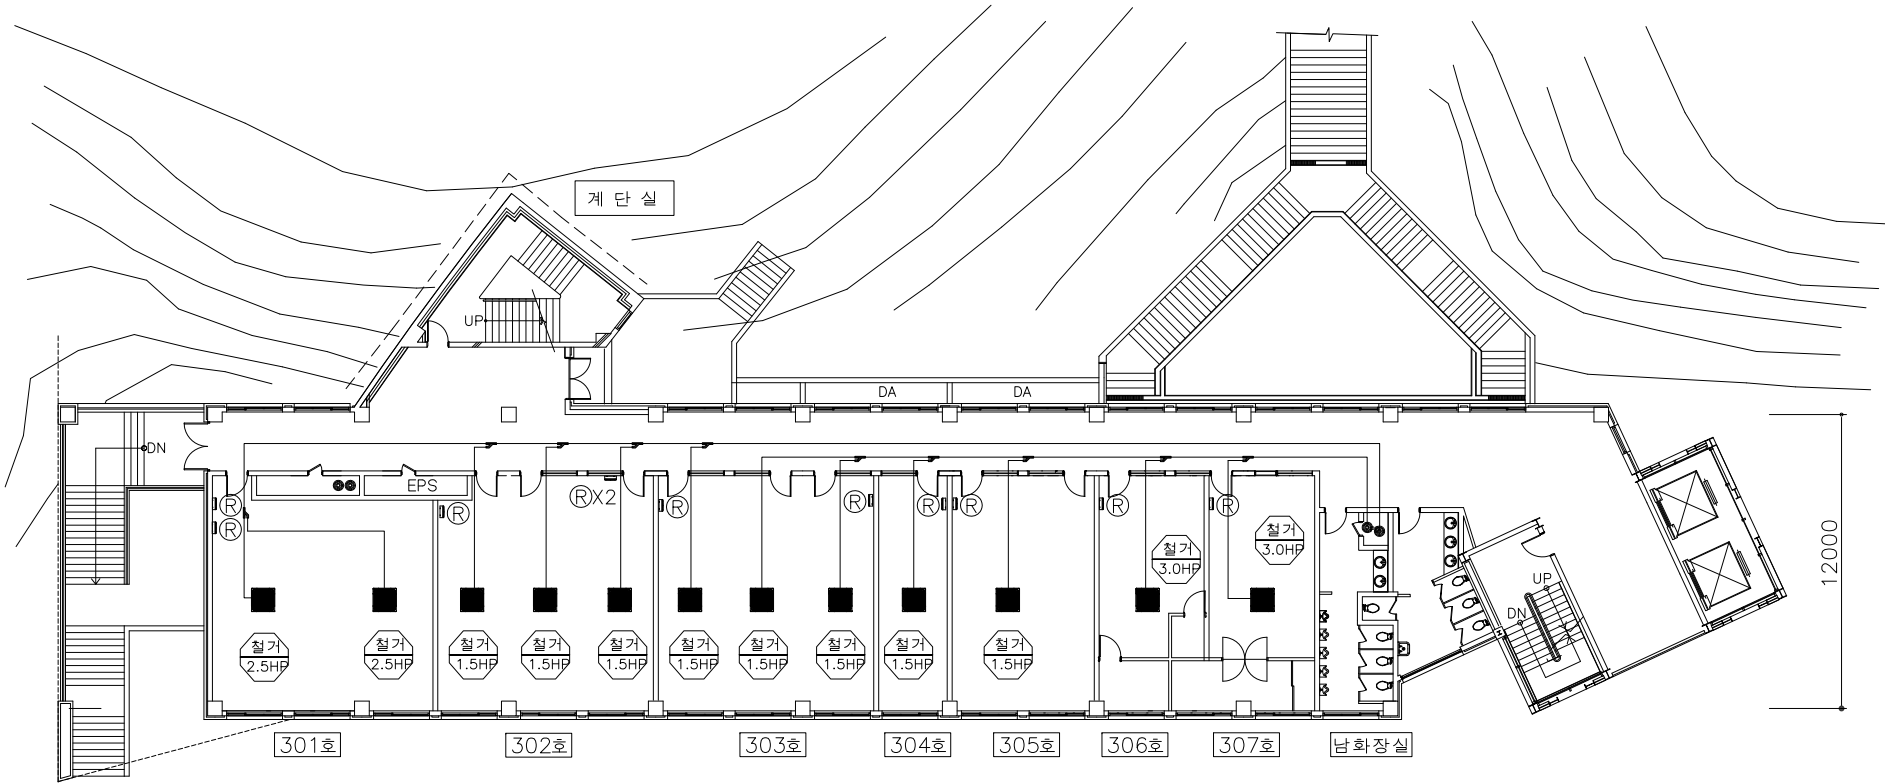 계 단 실
UP
DA
DA
DN
EPS
Ⓡ
Ⓡ
Ⓡ
ⓇX2
Ⓡ
Ⓡ
Ⓡ
Ⓡ
Ⓡ
Ⓡ
철거
3.0HP
철거
3.0HP
12000
UP
DN
철거
2.5HP
철거
2.5HP
철거
1.5HP
철거
1.5HP
철거
1.5HP
철거
1.5HP
철거
1.5HP
철거
1.5HP
철거
1.5HP
철거
1.5HP
301호
302호
303호
304호
305호
306호
307호
남화장실